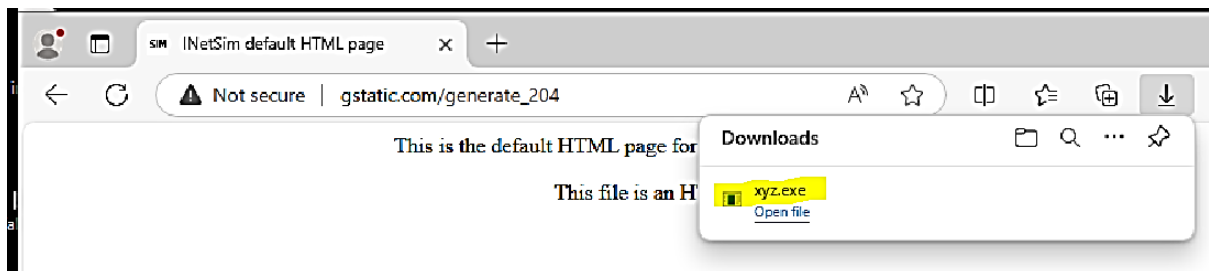 SIM INetSim default HTML page
Not secure gstatic.com/generate_204
This is the default HTML page for
Downloads
This file is an H
xyz.exe
Open file